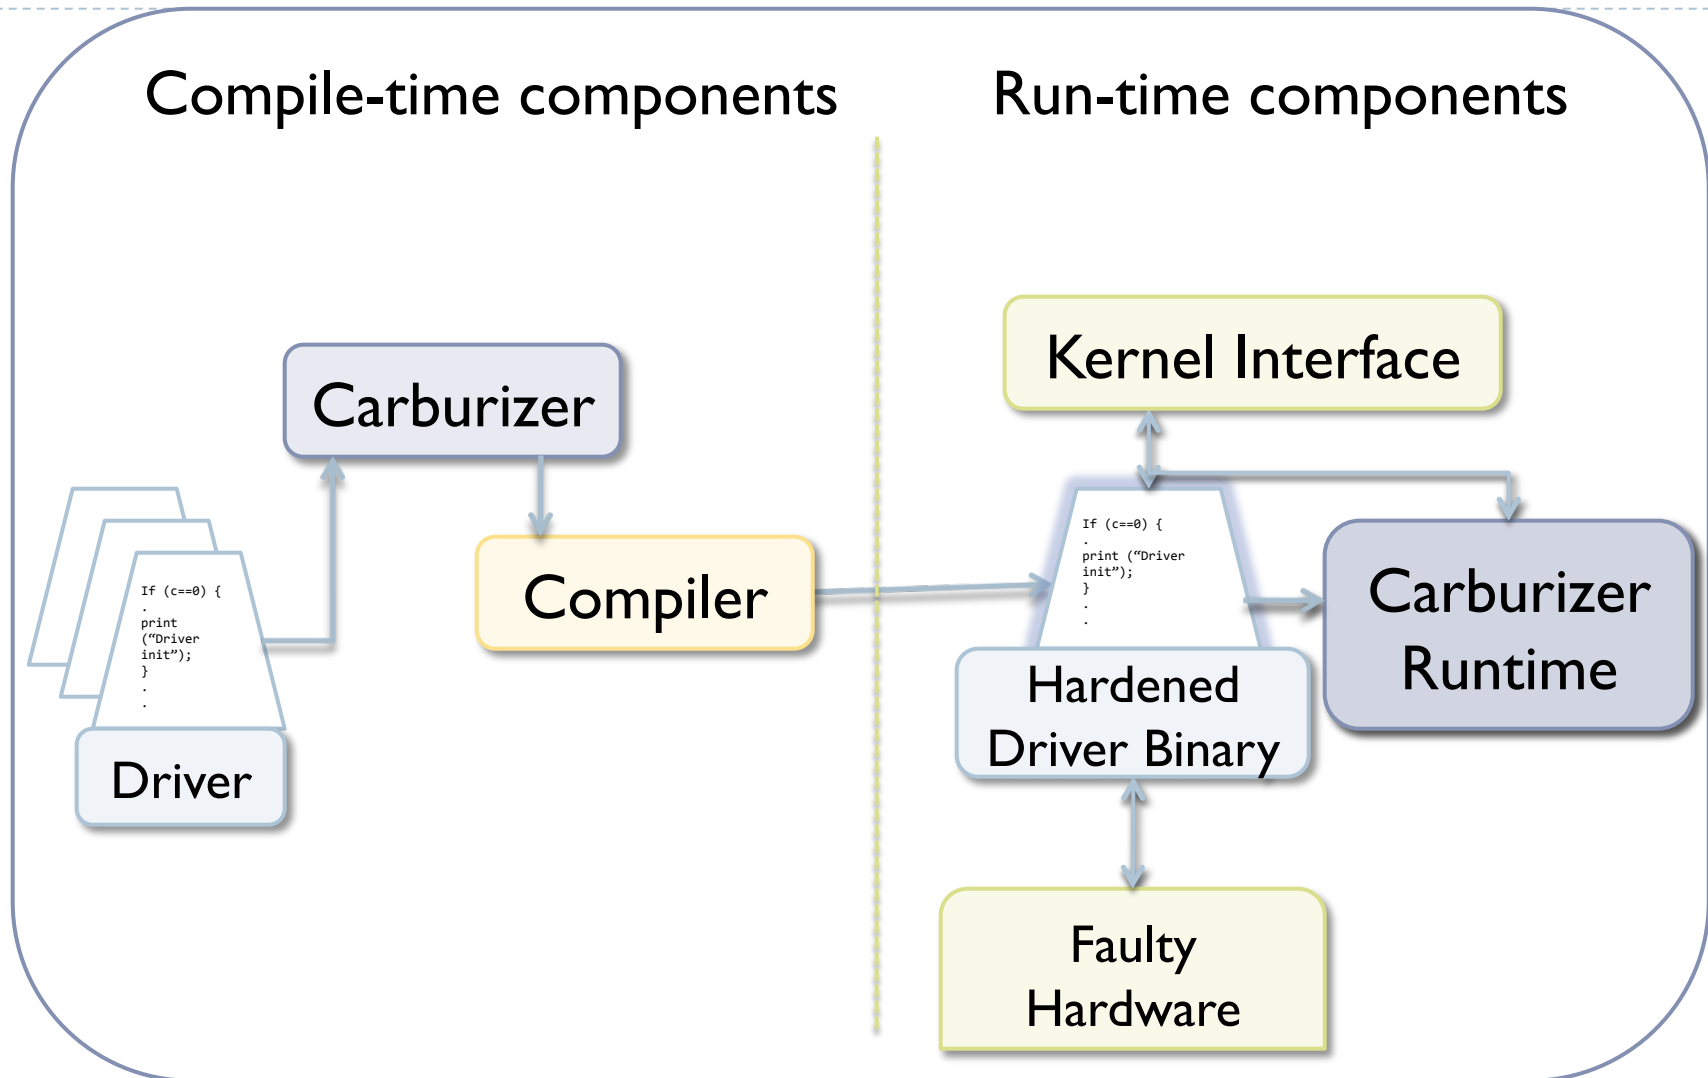 Compile-time components
Run-time components
Carburizer
Compiler
If (c==0) {
.
print
(“Driver
init”);
}
.
.
Driver
Kernel Interface
If (c==0) {
.
print (“Driver
init”);
}
.
.
Hardened
Driver Binary
Carburizer
Runtime
Faulty
Hardware